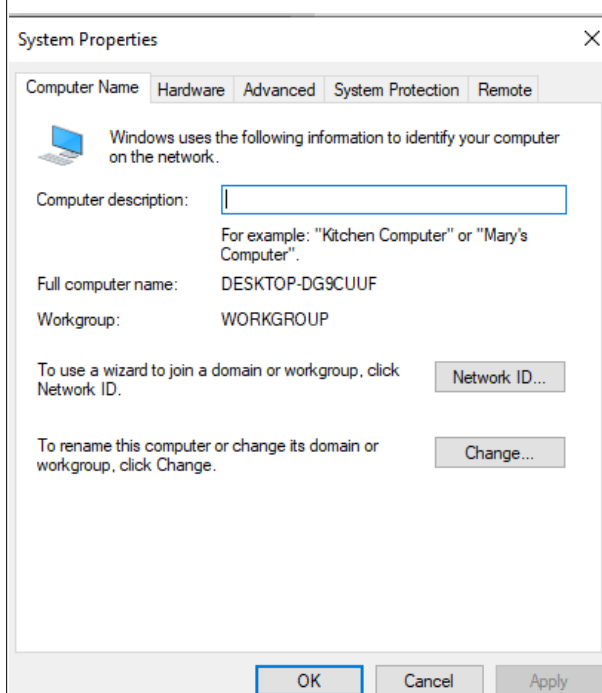 System Properties
Computer Name Hardware Advanced System Protection Remote
Windows uses the following information to identify your computer
on the network.
Computer description:
For example: "Kitchen Computer" or "Mary's
Computer".
Full computer name: DESKTOP-DG9CUUF
Workgroup: WORKGROUP
To use a wizard to join a domain or workgroup, click
Network ID.
Network ID...
To rename this computer or change its domain or
workgroup, click Change.
Change...
OK Cancel Apply